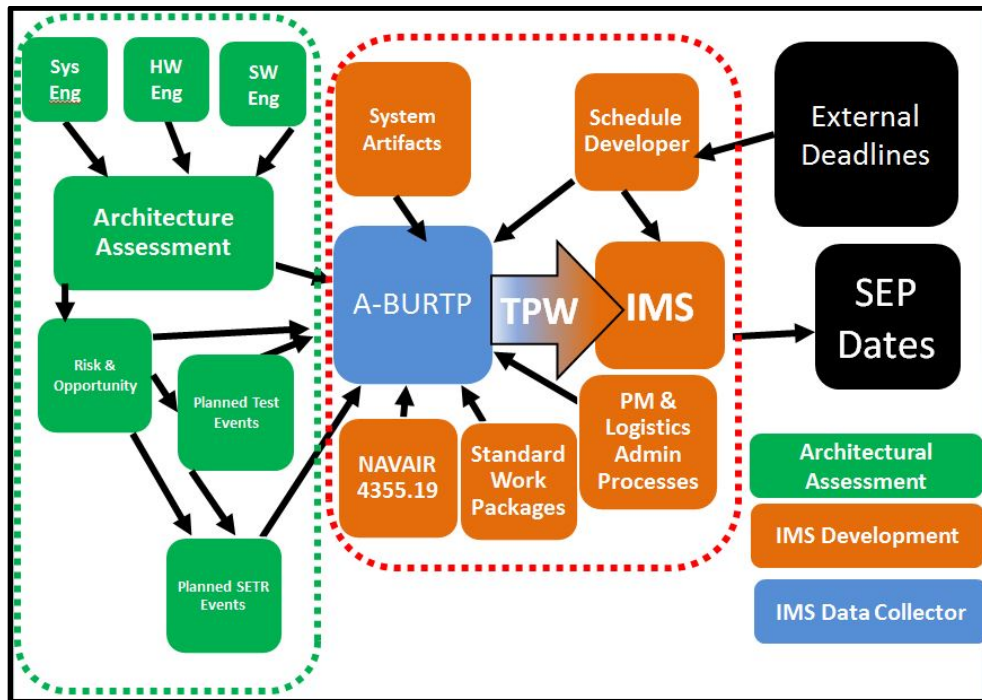 Sys
Eng
HW
Eng
SW
Eng
System
Artifacts
Schedule
Developer
External
Deadlines
Architecture
Assessment
A-BURTP
TPW
IMS
SEP
Dates
Risk &
Opportunity
Planned Test
Events
NAVAIR
4355.19
Standard
Work
Packages
PM &
Logistics
Admin
Processes
Planned SETR
Events
Architectural
Assessment
IMS Development
IMS Data Collector